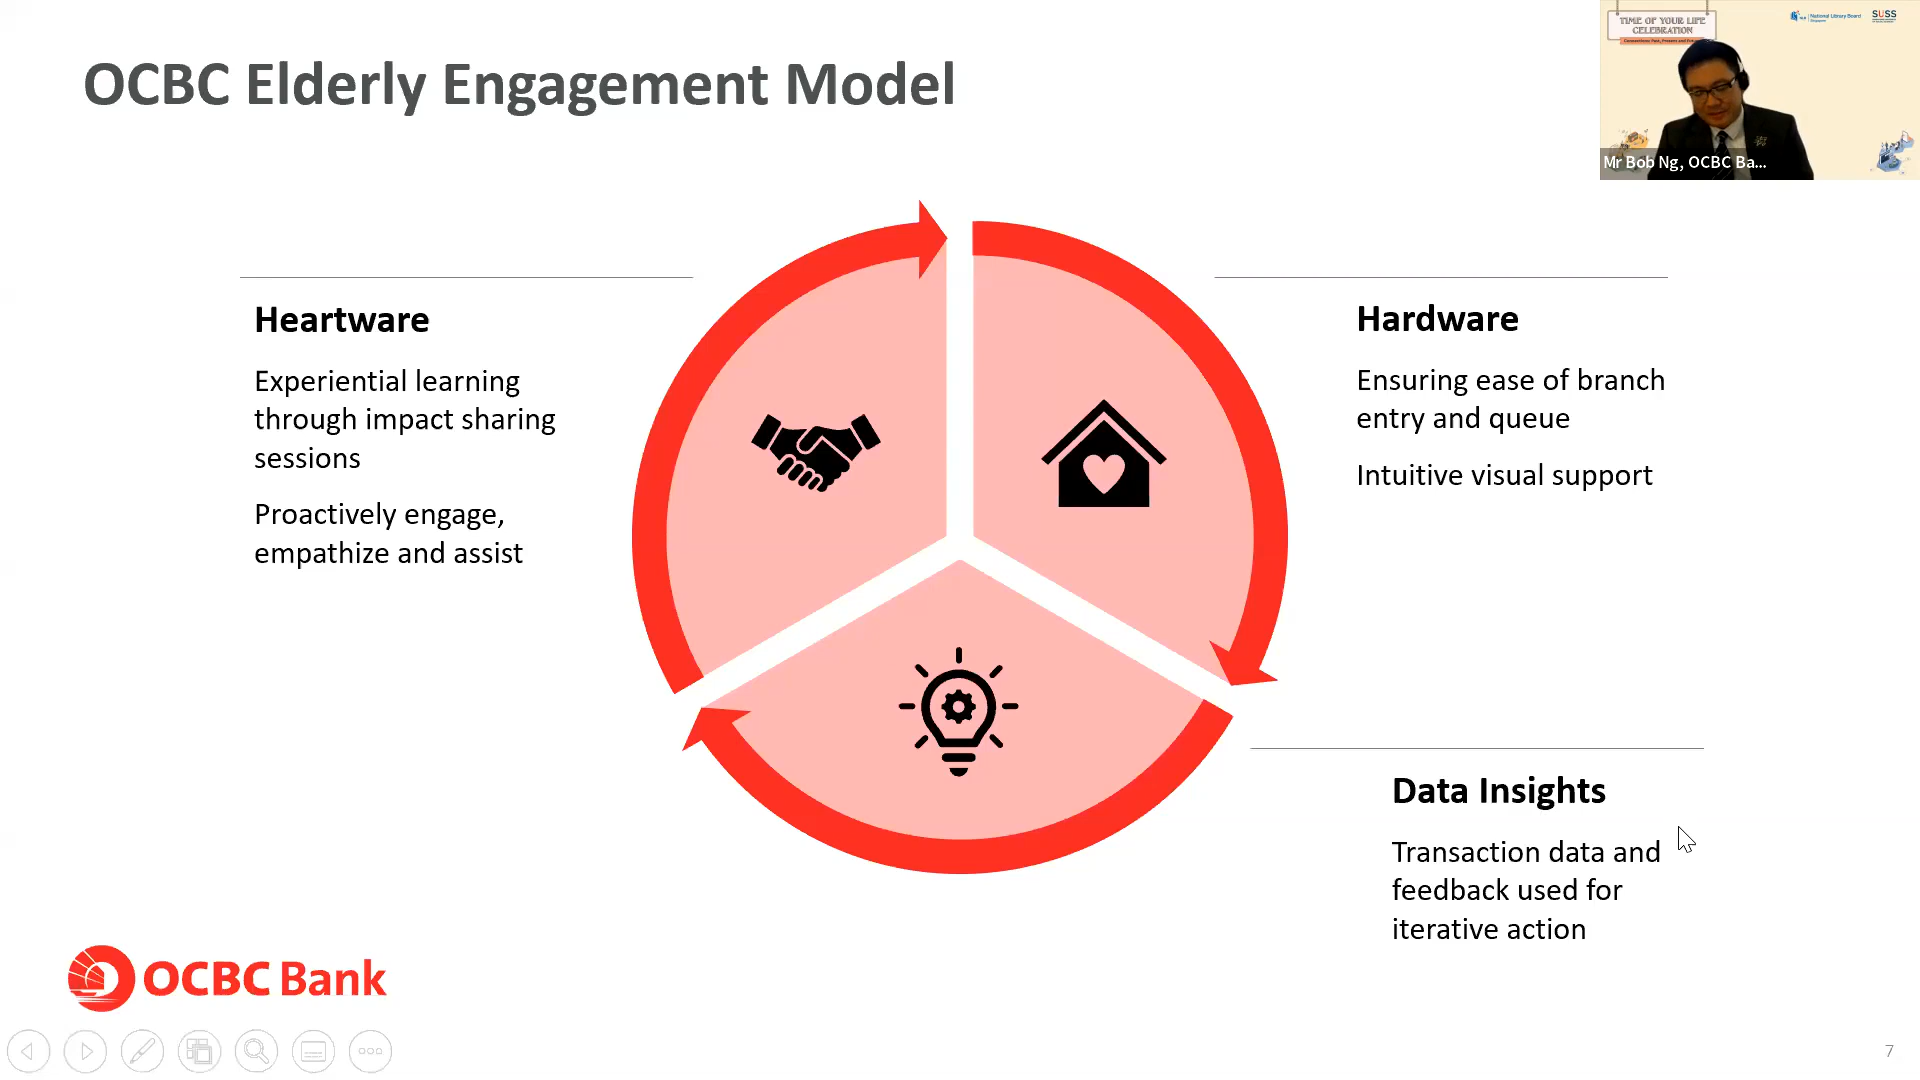 OCBC Elderly Engagement Model
TIME OF YOUR LIFE
CELEBRATION
National Library Board
Singapore
SUSS
Mr Bob Ng, OCBC Ba...
Heartware
Experiential learning
through impact sharing
sessions
Proactively engage,
empathize and assist
Hardware
Ensuring ease of branch
entry and queue
Intuitive visual support
Data Insights
Transaction data and
feedback used for
iterative action
OCBC Bank
7